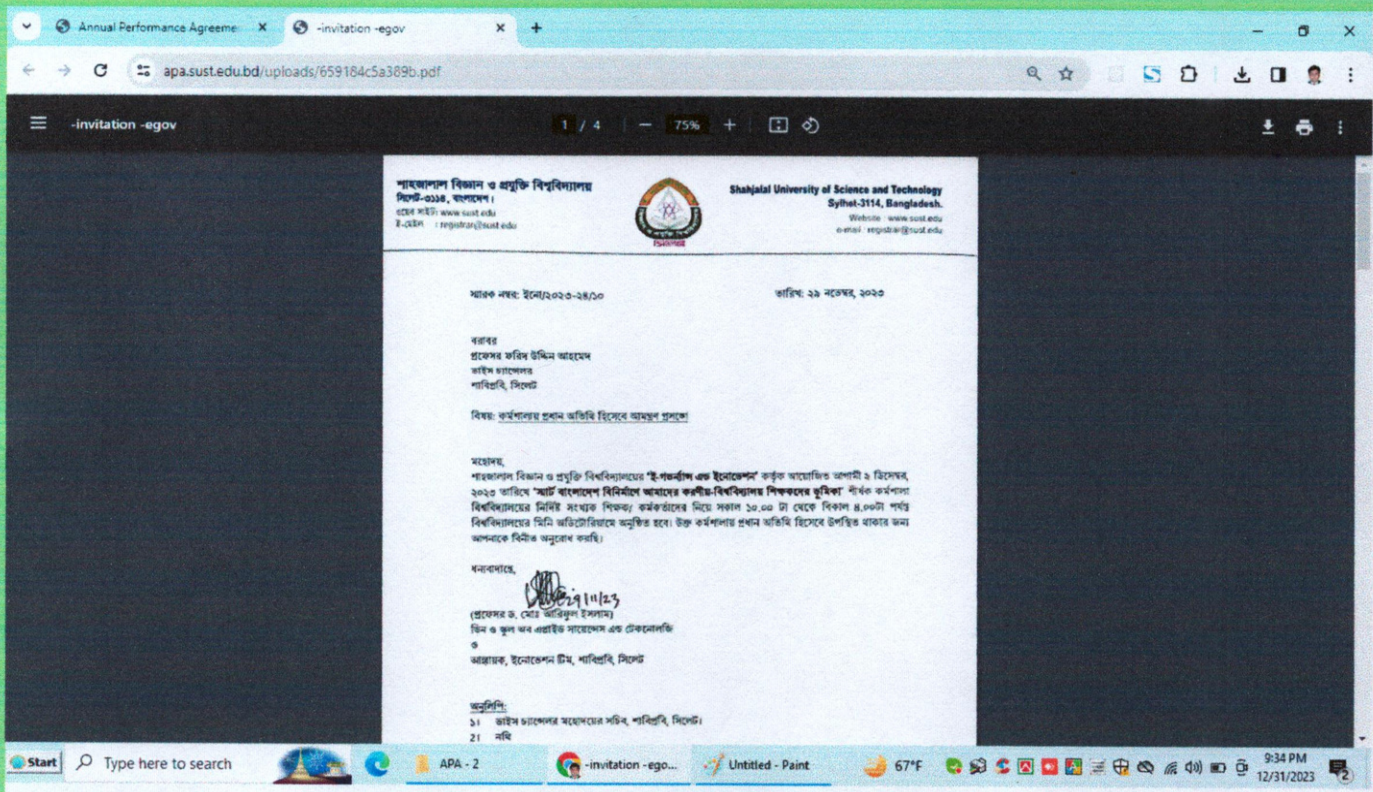 Annual Performance Agreeme
-invitation -egov
apa.sust.edu.bd/uploads/659184c5a389b.pdf
-invitation -egov
1 / 4
75%
শাহজালাল বিজ্ঞান ও প্রযুক্তি বিশ্ববিদ্যালয়
সিলেট-৩১১৪, বাংলাদেশ।
ওয়েব সাইট: www.sust.edu
ই-মেইল : registrar@sust.edu
Shahjalal University of Science and Technology
Sylhet-3114, Bangladesh.
Website : www.sust.edu
e-mail : registrar@sust.edu
স্মারক নম্বর: ইনো/২০২৩-২৪/১০
তারিখ: ২৯ নভেম্বর, ২০২৩
বরাবর
প্রফেসর ফরিদ উদ্দিন আহমেদ
ভাইস চ্যান্সেলর
শাবিপ্রবি, সিলেট
বিষয়: কর্মশালায় প্রধান অতিথি হিসেবে আমন্ত্রণ প্রসঙ্গে
মহোদয়,
শাহজালাল বিজ্ঞান ও প্রযুক্তি বিশ্ববিদ্যালয়ের "ই-গভর্ন্যান্স এন্ড ইনোভেশন" কর্তৃক আয়োজিত আগামী ৯ ডিসেম্বর,
২০২৩ তারিখে "স্মার্ট বাংলাদেশ বিনির্মাণে আমাদের করণীয়-বিশ্ববিদ্যালয় শিক্ষকদের ভূমিকা" শীর্ষক কর্মশালা
বিশ্ববিদ্যালয়ের নির্দিষ্ট সংখ্যক শিক্ষক/ কর্মকর্তাদের নিয়ে সকাল ১০.০০ টা থেকে বিকাল ৪.০০টা পর্যন্ত
বিশ্ববিদ্যালয়ের মিনি অডিটোরিয়ামে অনুষ্ঠিত হবে। উক্ত কর্মশালায় প্রধান অতিথি হিসেবে উপস্থিত থাকার জন্য
আপনাকে বিনীত অনুরোধ করছি।
ধন্যবাদান্তে,
29/11/23
(প্রফেসর ড. মোঃ আরিফুল ইসলাম)
ডিন ও স্কুল অব এপ্লাইড সায়েন্সেস এন্ড টেকনোলজি
ও
আহ্বায়ক, ইনোভেশন টিম, শাবিপ্রবি, সিলেট
অনুলিপি:
১। ভাইস চ্যান্সেলর মহোদয়ের সচিব, শাবিপ্রবি, সিলেট।
2। নথি
Start
Type here to search
APA - 2
-invitation -ego...
Untitled - Paint
67°F
9:34 PM
12/31/2023
2